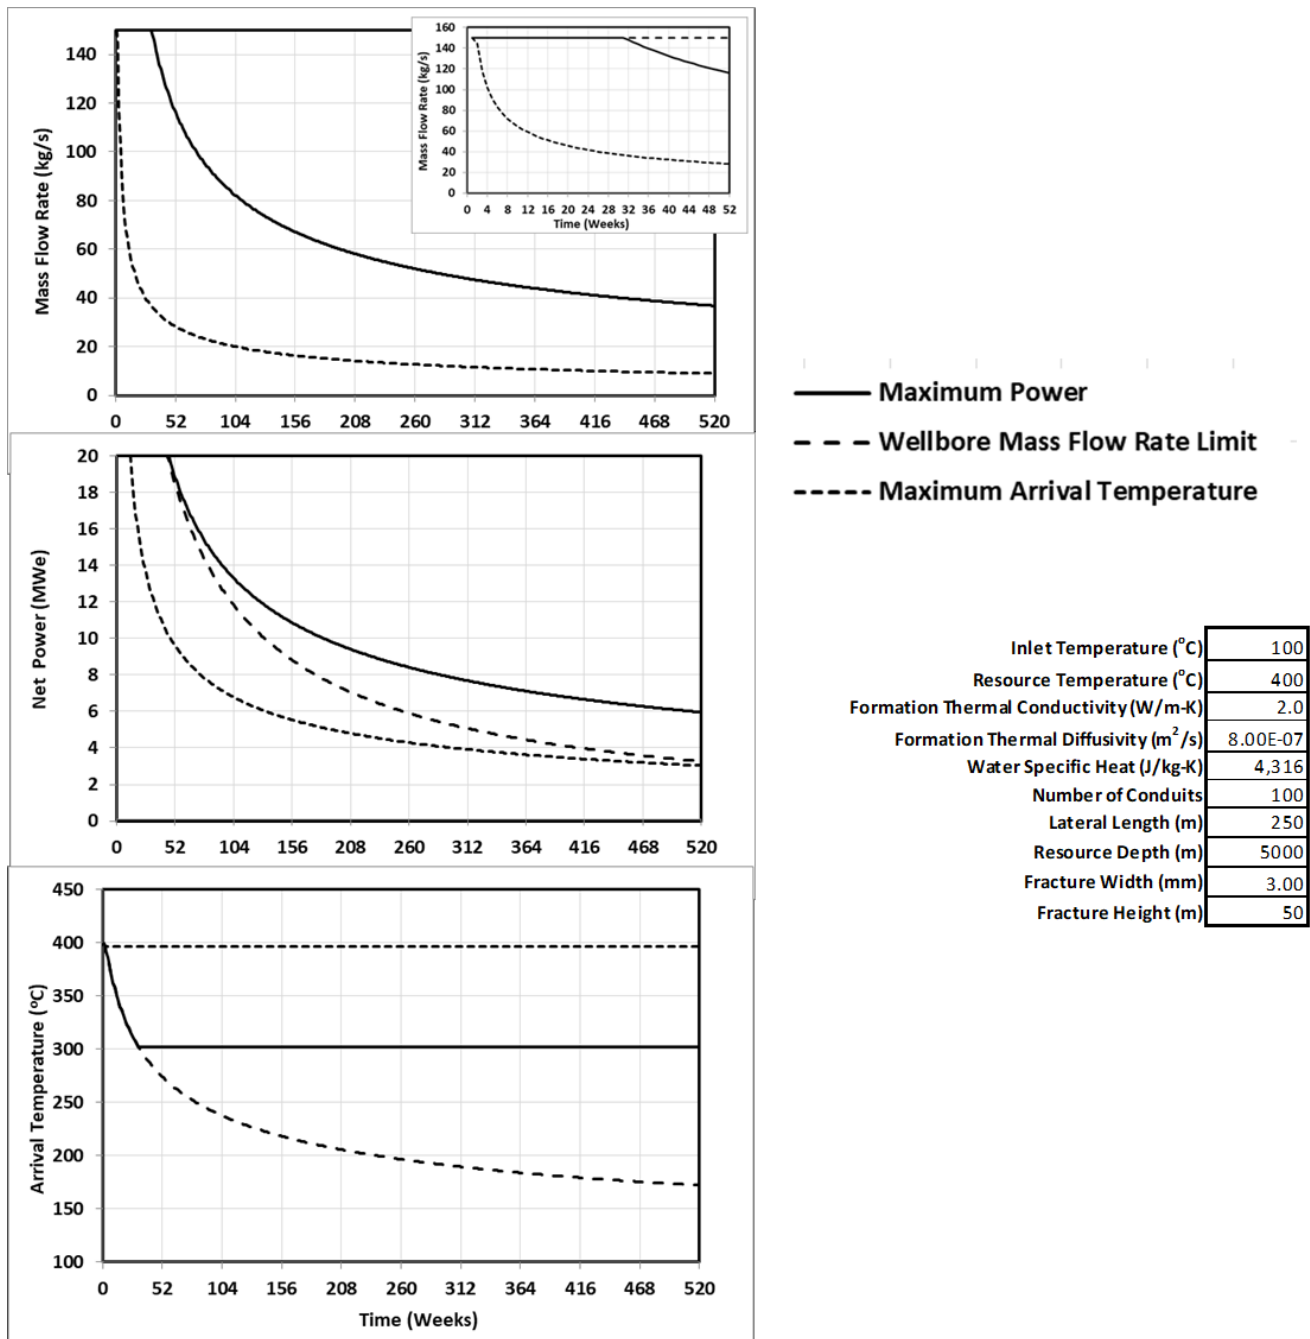 140
120
100
80
60
40
20
0
Mass Flow Rate (kg/s)
0 52 104 156 208 260 312 364 416 468 520
160
140
120
100
80
60
40
20
0
Mass Flow Rate (kg/s)
0 4 8 12 16 20 24 28 32 36 40 44 48 52
Time (Weeks)
20
18
16
14
12
10
8
6
4
2
0
Net Power (MWe)
0 52 104 156 208 260 312 364 416 468 520
450
400
350
300
250
200
150
100
Arrival Temperature (°C)
0 52 104 156 208 260 312 364 416 468 520
Time (Weeks)
Maximum Power
Wellbore Mass Flow Rate Limit
Maximum Arrival Temperature
Inlet Temperature (°C) 100
Resource Temperature (°C) 400
Formation Thermal Conductivity (W/m-K) 2.0
Formation Thermal Diffusivity (m²/s) 8.00E-07
Water Specific Heat (J/kg-K) 4,316
Number of Conduits 100
Lateral Length (m) 250
Resource Depth (m) 5000
Fracture Width (mm) 3.00
Fracture Height (m) 50